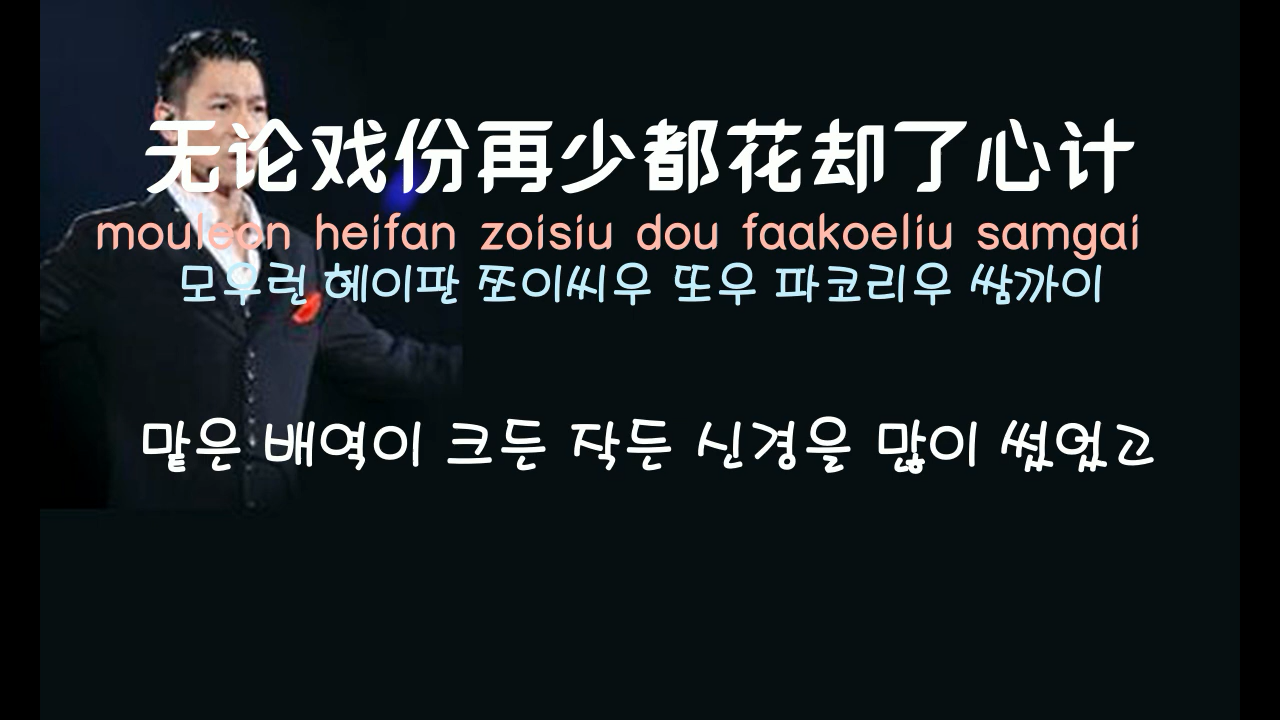 无论戏份再少都花却了心计
mouleon heifan zoisiu dou faakoeliu samgai
모우런 헤이판 쪼이씨우 또우 파코리우 쌈까이
맡은 배역이 크든 작든 신경을 많이 썼었고